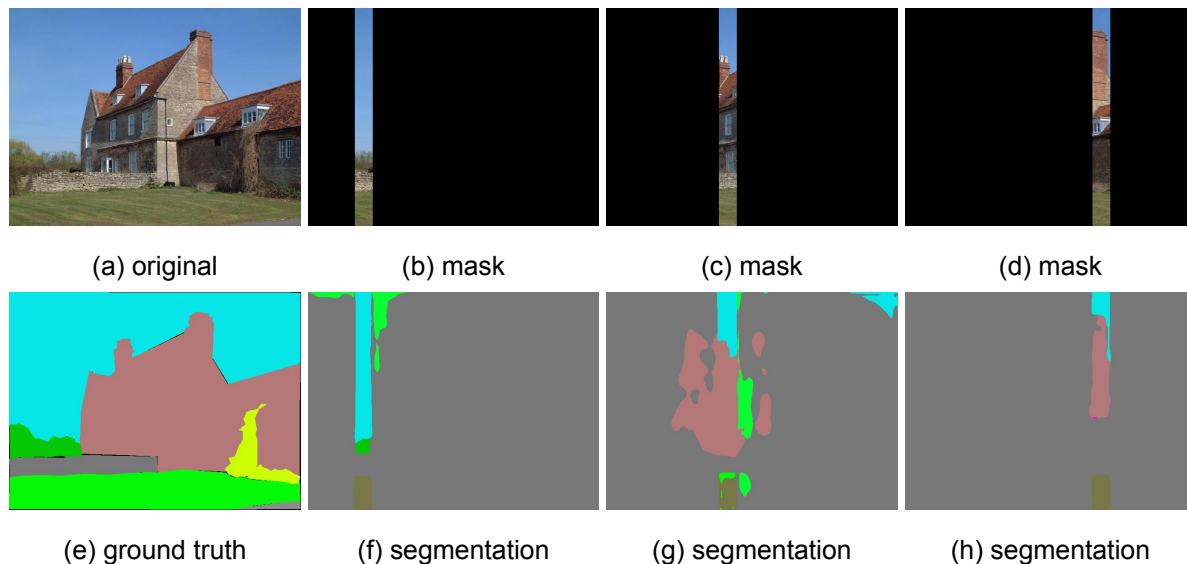 (a) original
(b) mask
(c) mask
(d) mask
(e) ground truth
(f) segmentation
(g) segmentation
(h) segmentation